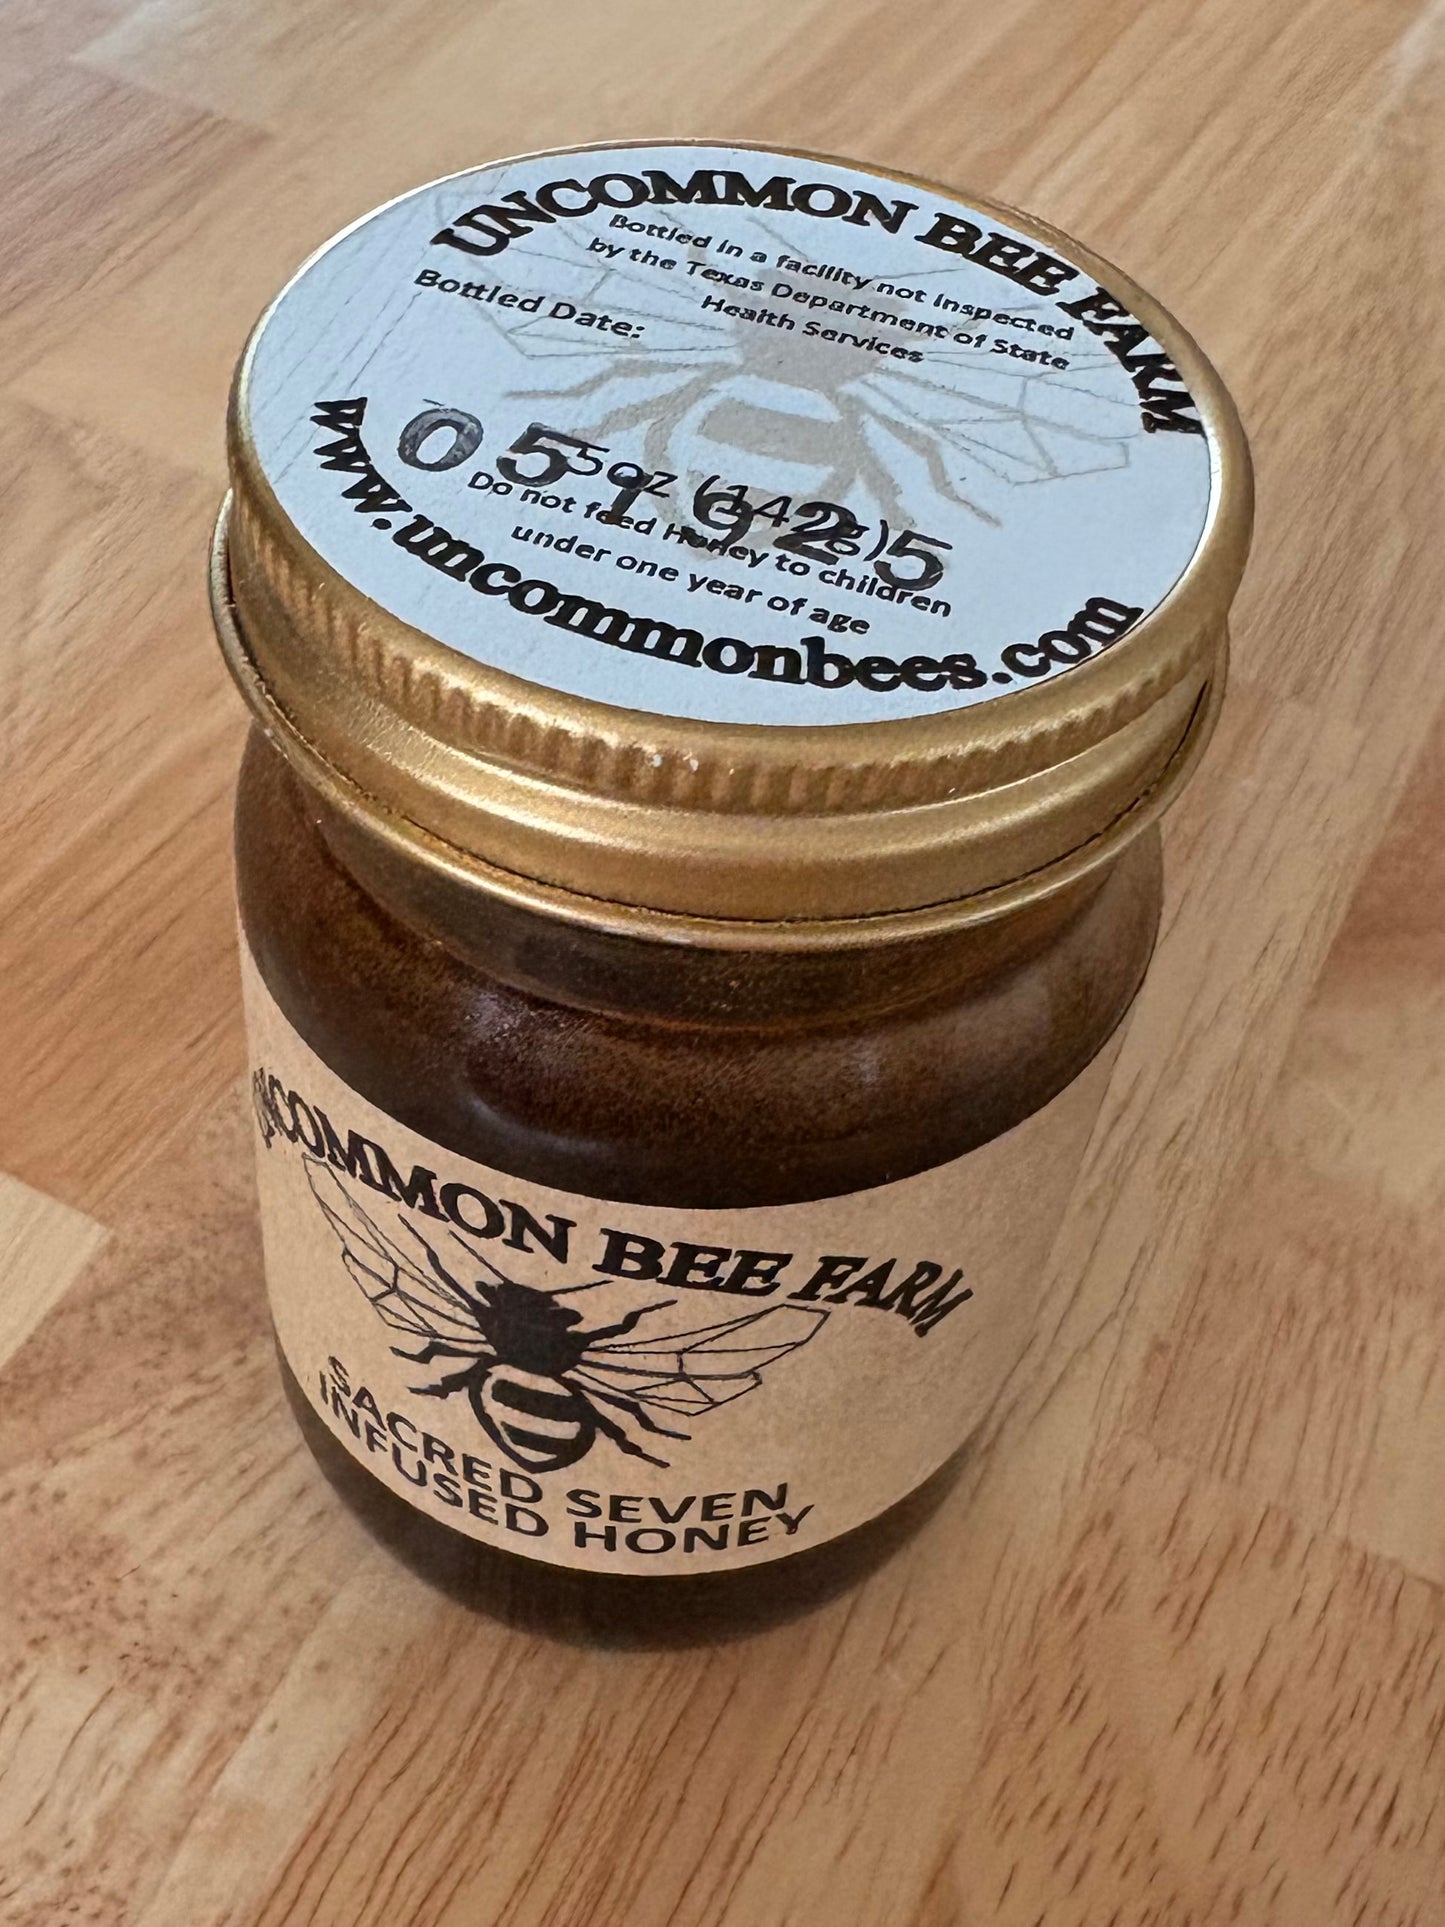 UNCOMMON BEE FARM
Bottled in a facility not inspected
by the Texas Department of State
Health Services
Bottled Date:
051925
5oz (142g)
Do not feed Honey to children
under one year of age
www.uncommonbees.com
UNCOMMON BEE FARM
SACRED SEVEN
INFUSED HONEY